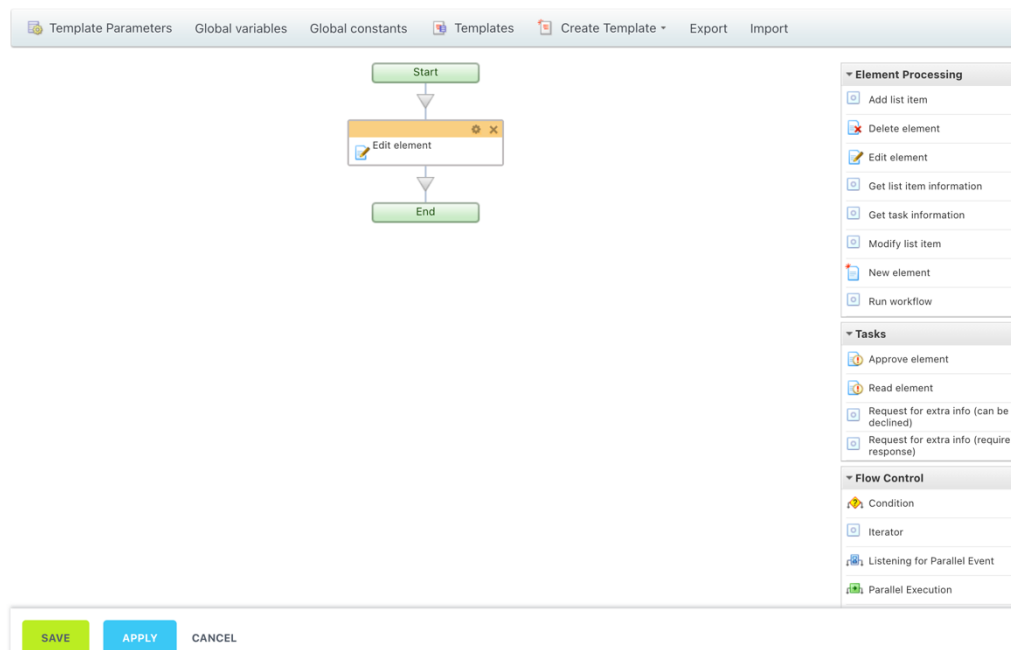 Template Parameters Global variables Global constants Templates Create Template Export Import
Start
Edit element
End
Element Processing
Add list item
Delete element
Edit element
Get list item information
Get task information
Modify list item
New element
Run workflow
Tasks
Approve element
Read element
Request for extra info (can be
declined)
Request for extra info (require
response)
Flow Control
Condition
Iterator
Listening for Parallel Event
Parallel Execution
SAVE APPLY CANCEL